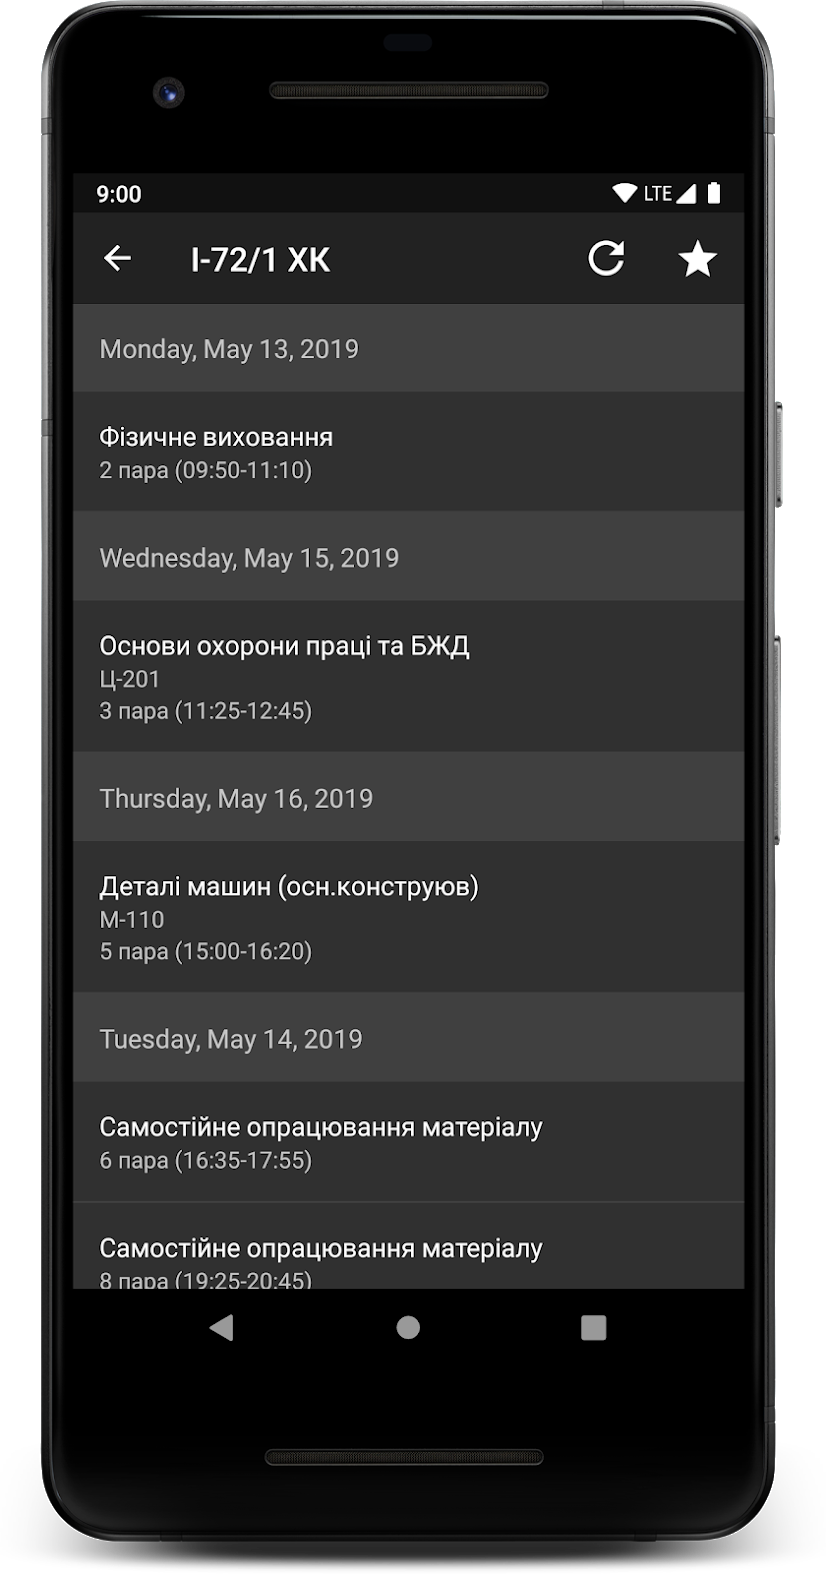 9:00
LTE
І-72/1 ХК
Monday, May 13, 2019
Фізичне виховання
2 пара (09:50-11:10)
Wednesday, May 15, 2019
Основи охорони праці та БЖД
Ц-201
3 пара (11:25-12:45)
Thursday, May 16, 2019
Деталі машин (осн.конструюв)
М-110
5 пара (15:00-16:20)
Tuesday, May 14, 2019
Самостійне опрацювання матеріалу
6 пара (16:35-17:55)
Самостійне опрацювання матеріалу
8 пара (19:25-20:45)